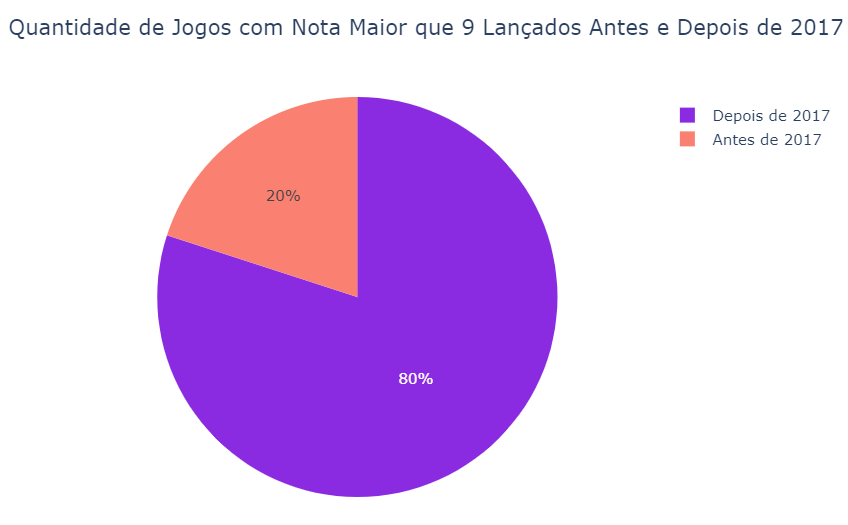 Quantidade de Jogos com Nota Maior que 9 Lançados Antes e Depois de 2017
Depois de 2017
Antes de 2017
20%
80%